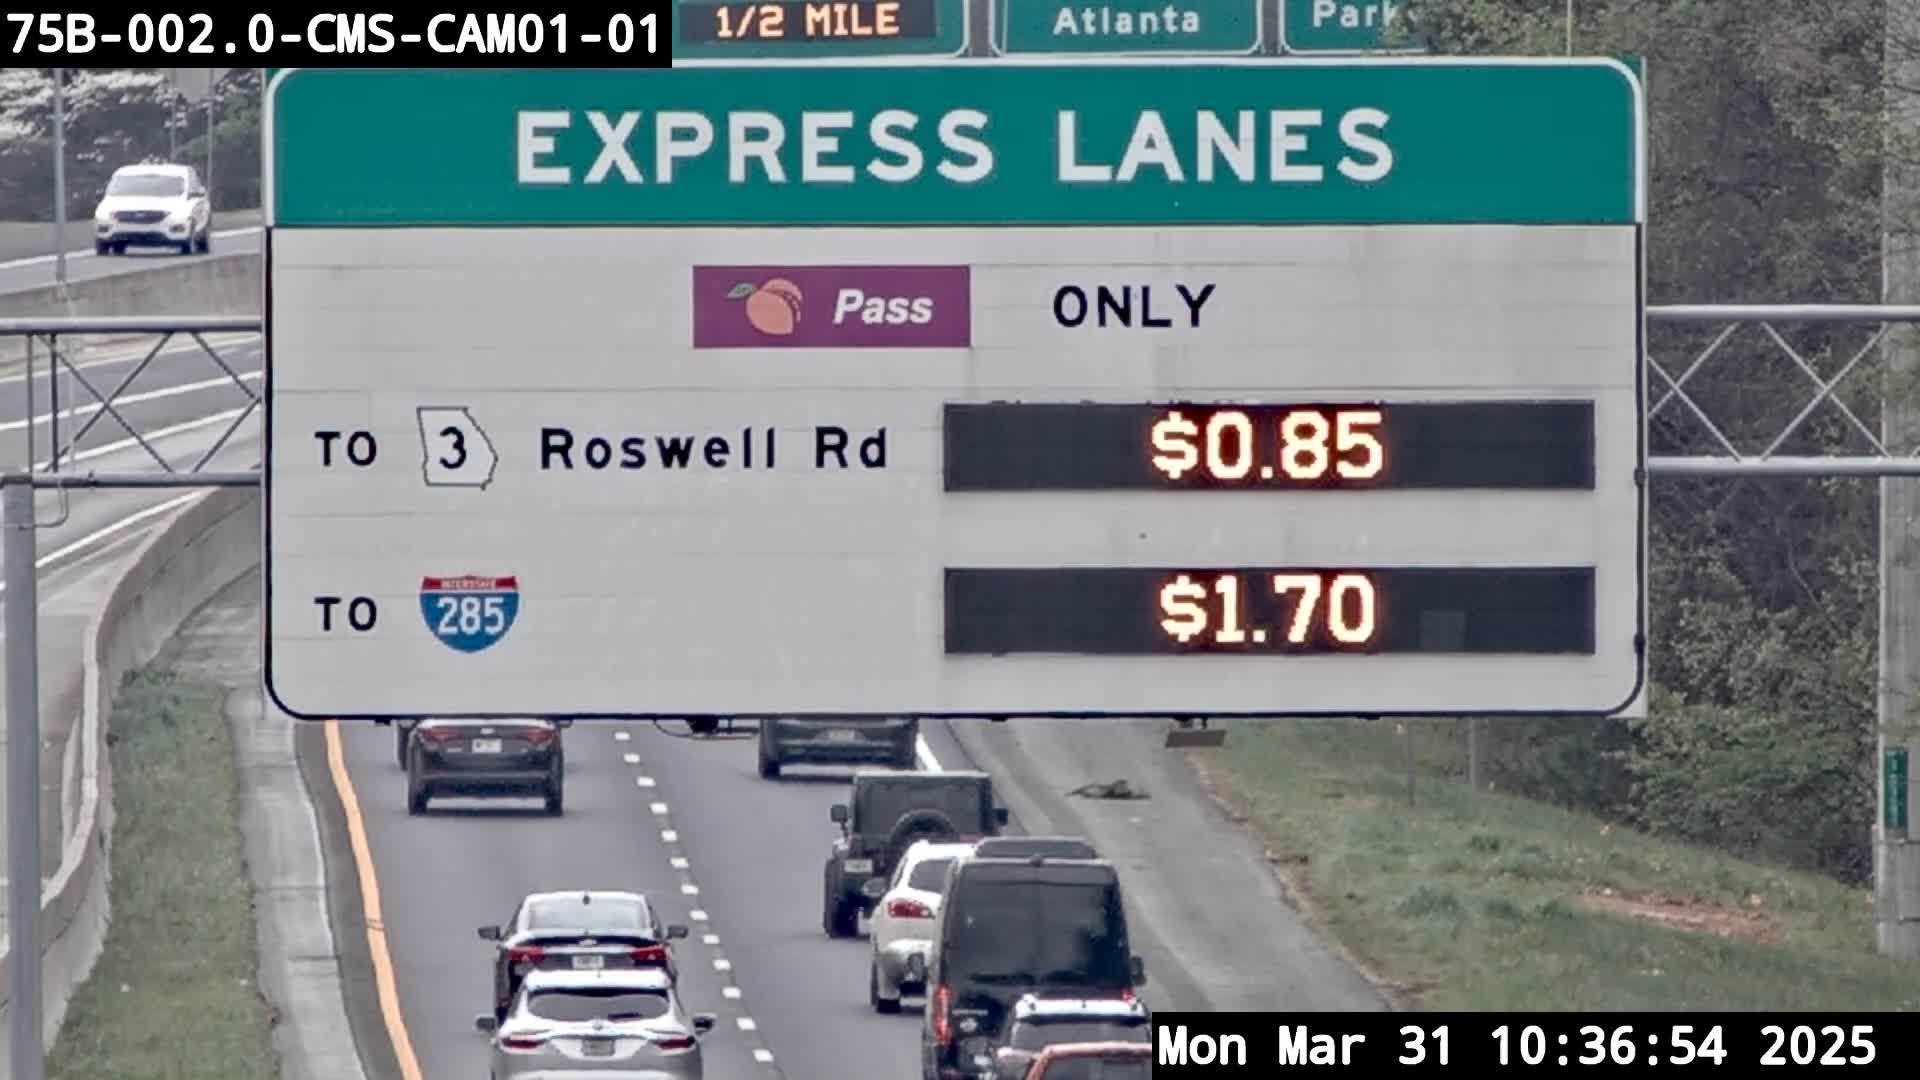 75B-002.0-CMS-CAM01-01
1/2 MILE
Atlanta
Park
EXPRESS LANES
Pass ONLY
TO 3 Roswell Rd $0.85
INTERSTATE
TO 285 $1.70
Mon Mar 31 10:36:54 2025